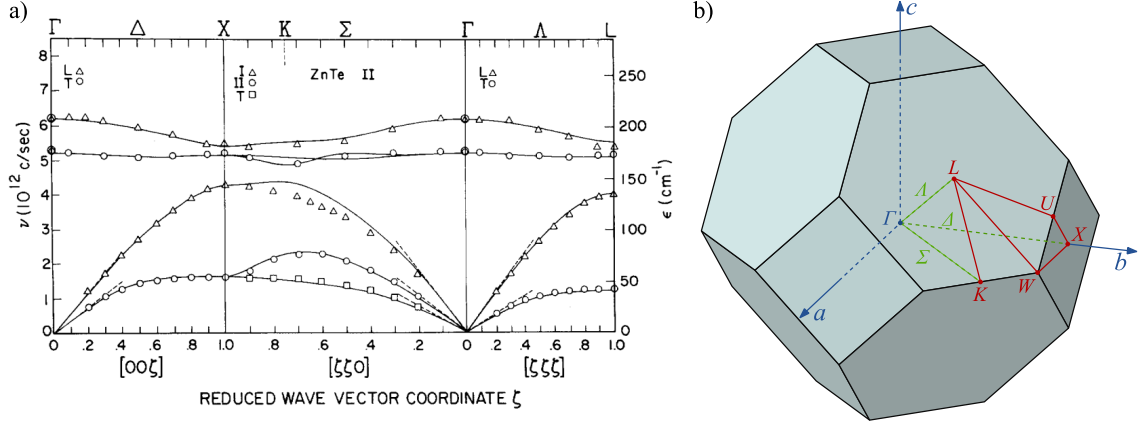 a)
Γ Δ X K Σ Γ Λ L
8
7
6
5
4
3
2
1
0
ν (10¹² c/sec)
L △
T ○
I △
II ○
T □
ZnTe II
L △
T ○
250
200
150
100
50
0
ϵ (cm⁻¹)
0 .2 .4 .6 .8 1.0 .8 .6 .4 .2 0 .2 .4 .6 .8 1.0
[00ζ] [ζζ0] [ζζζ]
REDUCED WAVE VECTOR COORDINATE ζ
b)
c
L
Λ
U
Γ
Δ
X
Σ
b
K
W
a